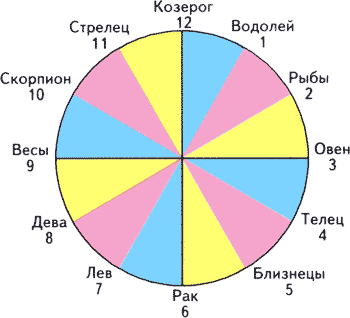 Козерог
12
Водолей
1
Рыбы
2
Овен
3
Телец
4
Близнецы
5
Рак
6
Лев
7
Дева
8
Весы
9
Скорпион
10
Стрелец
11